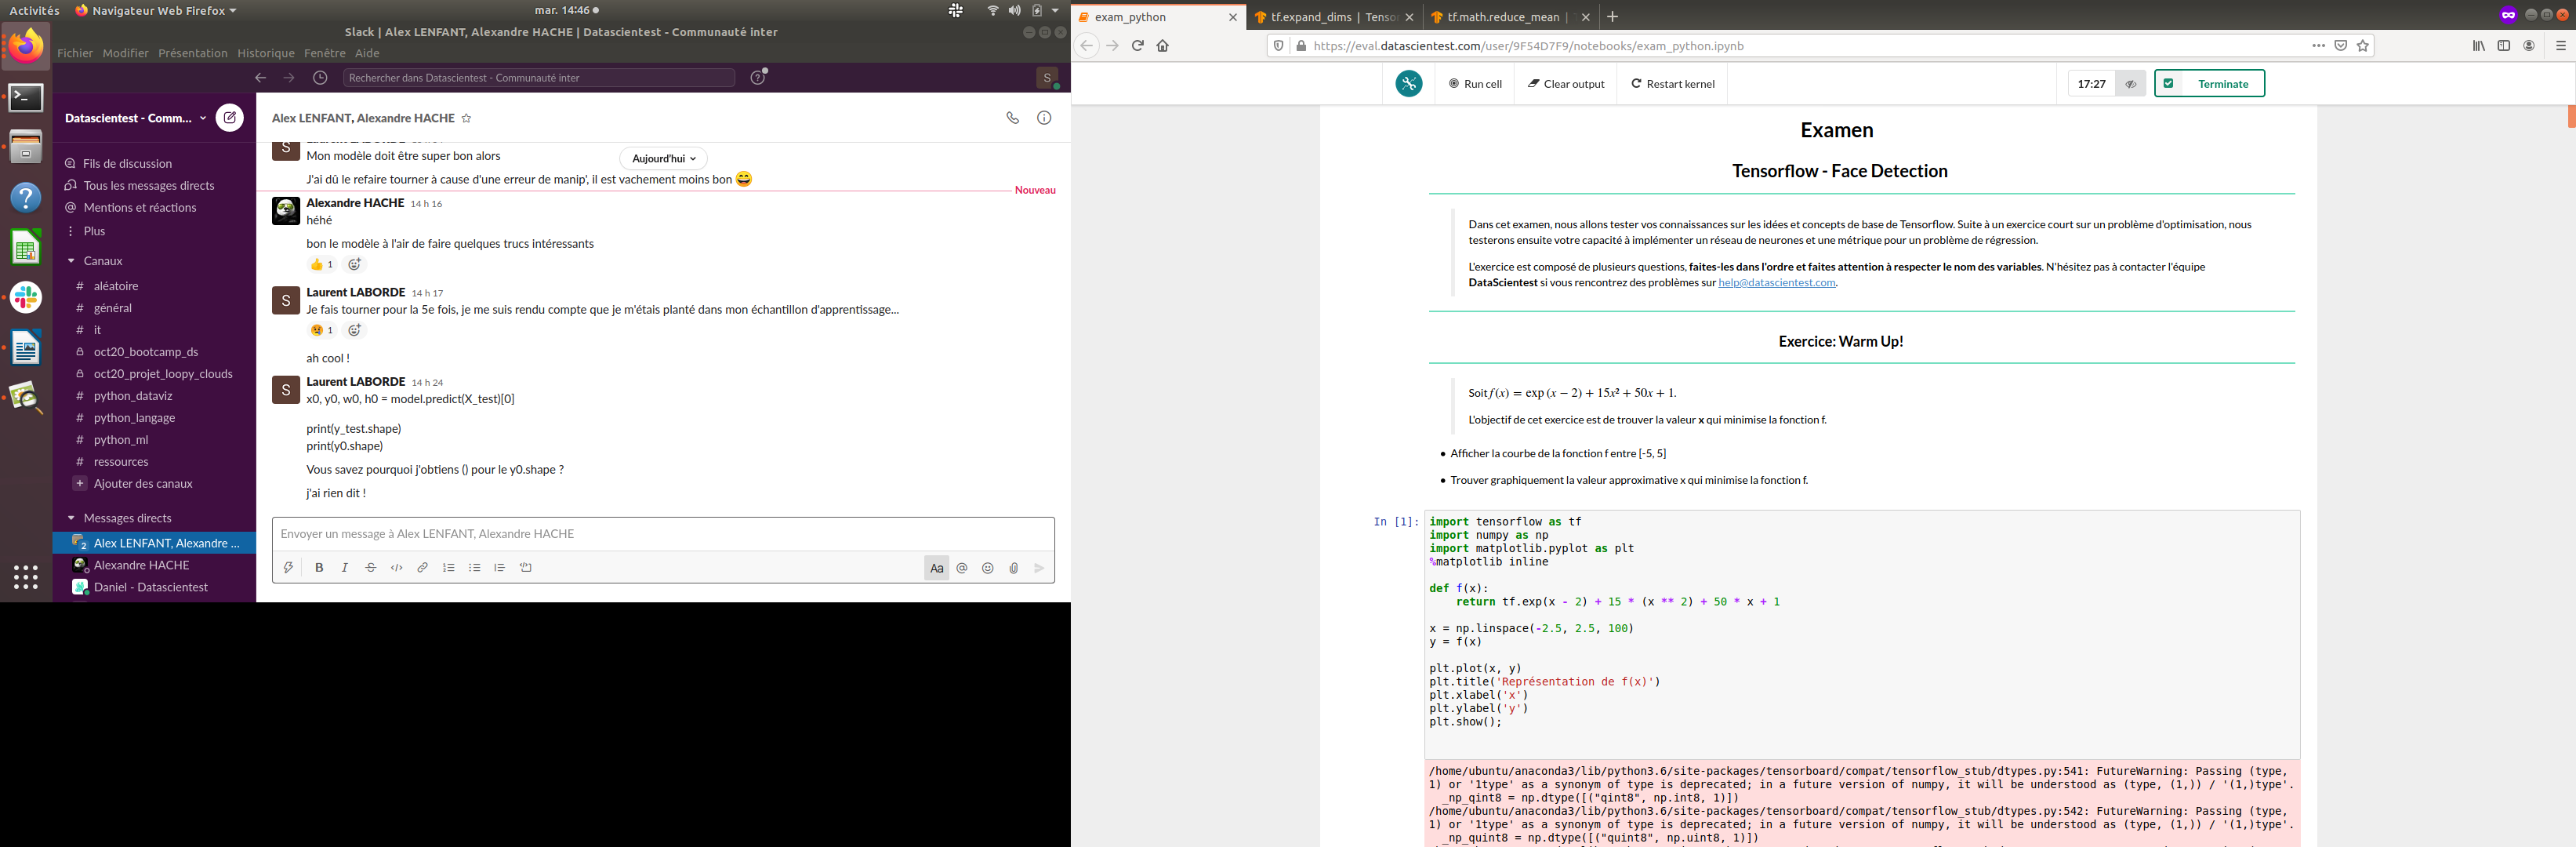 Activités
Navigateur Web Firefox
mar. 14:46
Slack | Alex LENFANT, Alexandre HACHE | Datascientest - Communauté inter
Fichier Modifier Présentation Historique Fenêtre Aide
Rechercher dans Datascientest - Communauté inter
S
Datascientest - Comm...
Fils de discussion
Tous les messages directs
Mentions et réactions
Plus
Canaux
# aléatoire
# général
# it
oct20_bootcamp_ds
oct20_projet_loopy_clouds
# python_dataviz
# python_langage
# python_ml
# ressources
+ Ajouter des canaux
Messages directs
2 Alex LENFANT, Alexandre ...
Alexandre HACHE
Daniel - Datascientest
Alex LENFANT, Alexandre HACHE
S
Mon modèle doit être super bon alors
Aujourd'hui
J'ai dû le refaire tourner à cause d'une erreur de manip', il est vachement moins bon
Nouveau
Alexandre HACHE 14 h 16
héhé
bon le modèle à l'air de faire quelques trucs intéressants
1
S
Laurent LABORDE 14 h 17
Je fais tourner pour la 5e fois, je me suis rendu compte que je m'étais planté dans mon échantillon d'apprentissage...
1
ah cool !
S
Laurent LABORDE 14 h 24
x0, y0, w0, h0 = model.predict(X_test)[0]
print(y_test.shape)
print(y0.shape)
Vous savez pourquoi j'obtiens () pour le y0.shape ?
j'ai rien dit !
Envoyer un message à Alex LENFANT, Alexandre HACHE
B I S </> Aa @
exam_python
tf.expand_dims | Tensor
tf.math.reduce_mean |
https://eval.datascientest.com/user/9F54D7F9/notebooks/exam_python.ipynb
Run cell
Clear output
Restart kernel
17:27
Terminate
Examen
Tensorflow - Face Detection
Dans cet examen, nous allons tester vos connaissances sur les idées et concepts de base de Tensorflow. Suite à un exercice court sur un problème d'optimisation, nous
testerons ensuite votre capacité à implémenter un réseau de neurones et une métrique pour un problème de régression.
L'exercice est composé de plusieurs questions, faites-les dans l'ordre et faites attention à respecter le nom des variables. N'hésitez pas à contacter l'équipe
DataScientest si vous rencontrez des problèmes sur help@datascientest.com.
Exercice: Warm Up!
Soit f(x) = exp (x − 2) + 15x² + 50x + 1.
L'objectif de cet exercice est de trouver la valeur x qui minimise la fonction f.
• Afficher la courbe de la fonction f entre [-5, 5]
• Trouver graphiquement la valeur approximative x qui minimise la fonction f.
In [1]:
import tensorflow as tf
import numpy as np
import matplotlib.pyplot as plt
%matplotlib inline
def f(x):
return tf.exp(x - 2) + 15 * (x ** 2) + 50 * x + 1
x = np.linspace(-2.5, 2.5, 100)
y = f(x)
plt.plot(x, y)
plt.title('Représentation de f(x)')
plt.xlabel('x')
plt.ylabel('y')
plt.show();
/home/ubuntu/anaconda3/lib/python3.6/site-packages/tensorboard/compat/tensorflow_stub/dtypes.py:541: FutureWarning: Passing (type,
1) or '1type' as a synonym of type is deprecated; in a future version of numpy, it will be understood as (type, (1,)) / '(1,)type'.
_np_qint8 = np.dtype([("qint8", np.int8, 1)])
/home/ubuntu/anaconda3/lib/python3.6/site-packages/tensorboard/compat/tensorflow_stub/dtypes.py:542: FutureWarning: Passing (type,
1) or '1type' as a synonym of type is deprecated; in a future version of numpy, it will be understood as (type, (1,)) / '(1,)type'.
_np_quint8 = np.dtype([("quint8", np.uint8, 1)])